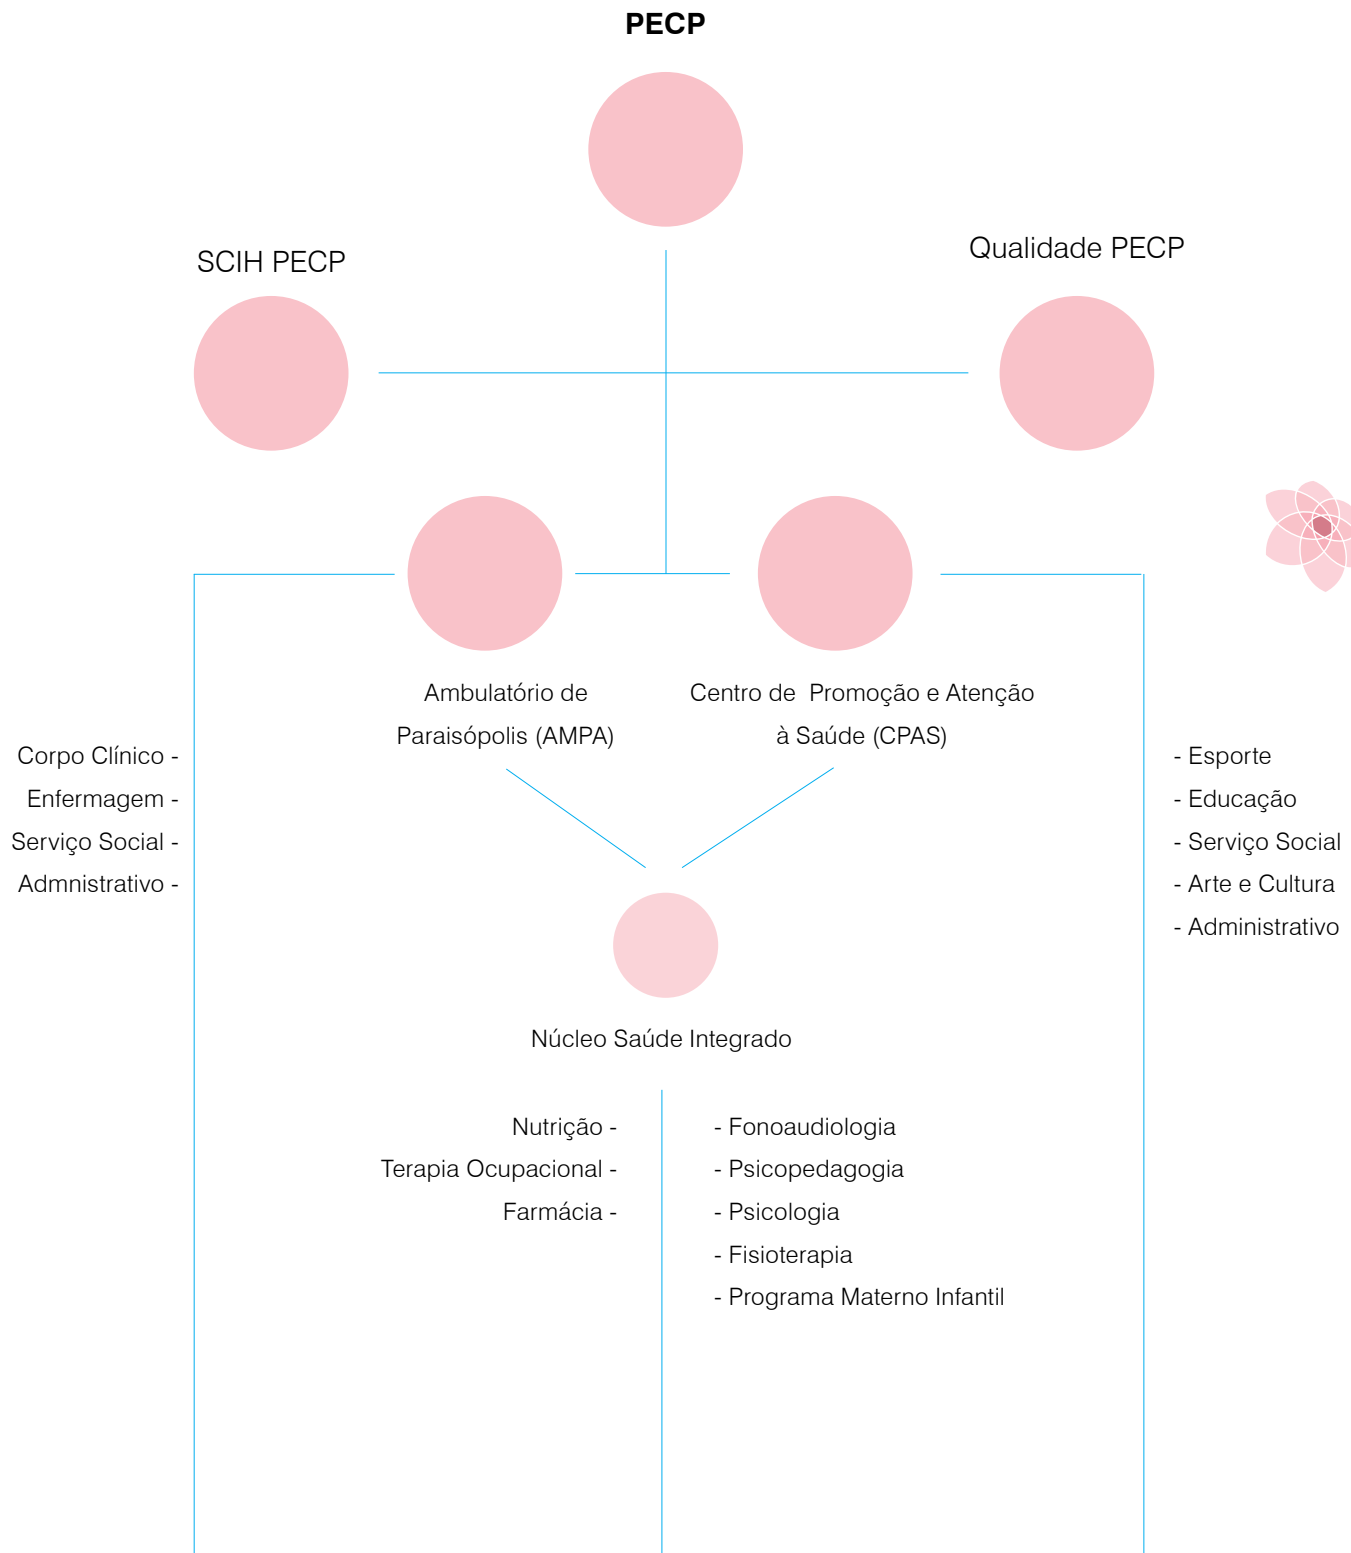 PECP
SCIH PECP
Qualidade PECP
Ambulatório de
Paraisópolis (AMPA)
Centro de Promoção e Atenção
à Saúde (CPAS)
Corpo Clínico -
Enfermagem -
Serviço Social -
Admnistrativo -
- Esporte
- Educação
- Serviço Social
- Arte e Cultura
- Administrativo
Núcleo Saúde Integrado
Nutrição -
Terapia Ocupacional -
Farmácia -
- Fonoaudiologia
- Psicopedagogia
- Psicologia
- Fisioterapia
- Programa Materno Infantil